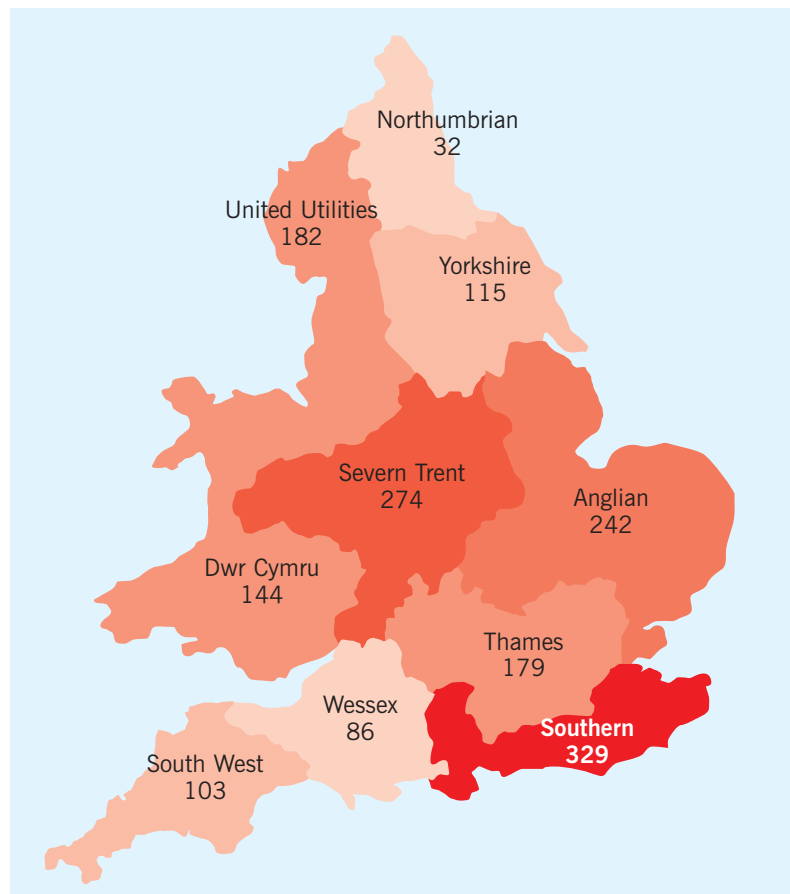 Northumbrian
32
United Utilities
182
Yorkshire
115
Severn Trent
274
Anglian
242
Dwr Cymru
144
Thames
179
Wessex
86
Southern
329
South West
103